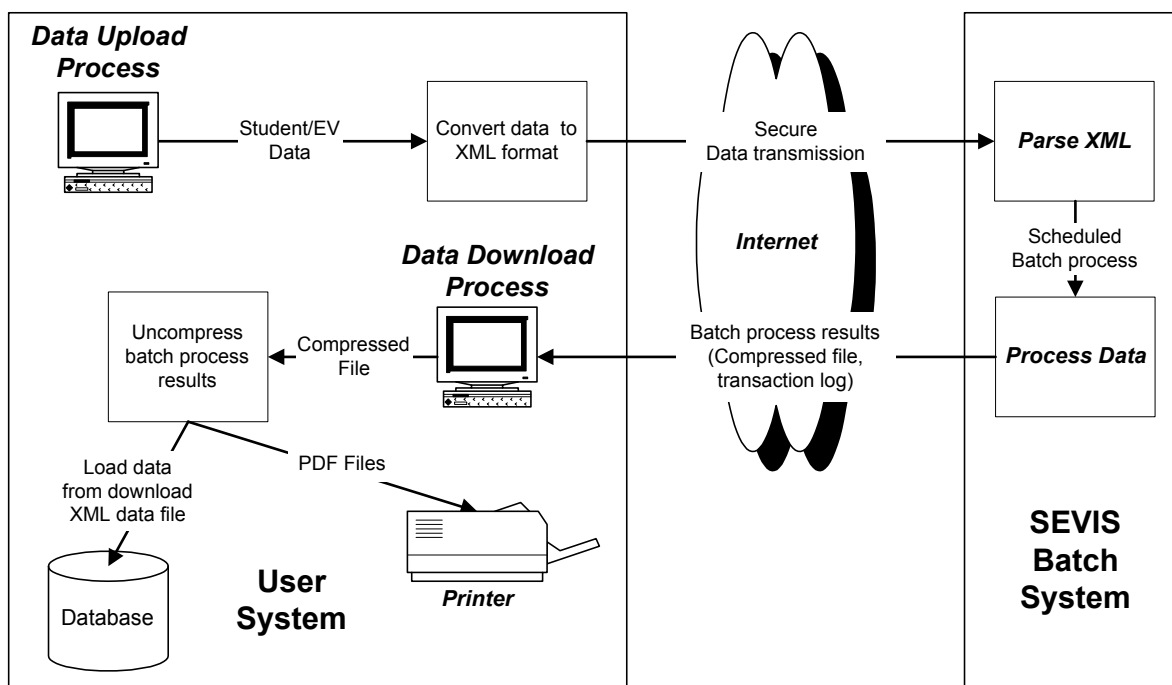 Data Upload
Process
Student/EV
Data
Convert data to
XML format
Secure
Data transmission
Parse XML
Scheduled
Batch process
Internet
Data Download
Process
Uncompress
batch process
results
Compressed
File
Batch process results
(Compressed file,
transaction log)
Process Data
Load data
from download
XML data file
PDF Files
Database
User
System
Printer
SEVIS
Batch
System